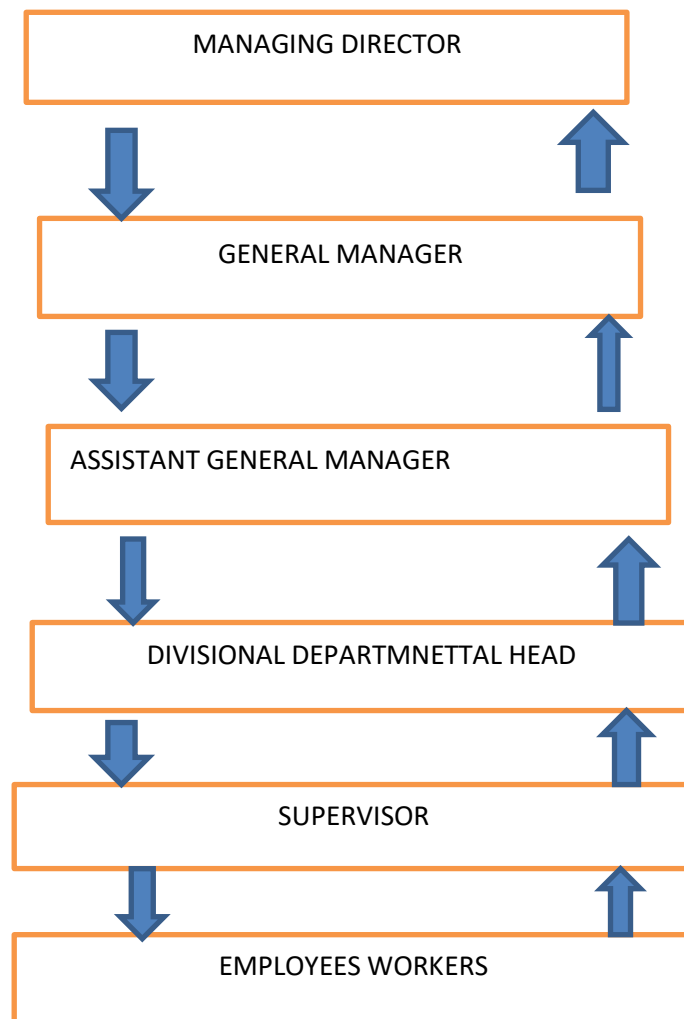 MANAGING DIRECTOR
GENERAL MANAGER
ASSISTANT GENERAL MANAGER
DIVISIONAL DEPARTMNETTAL HEAD
SUPERVISOR
EMPLOYEES WORKERS